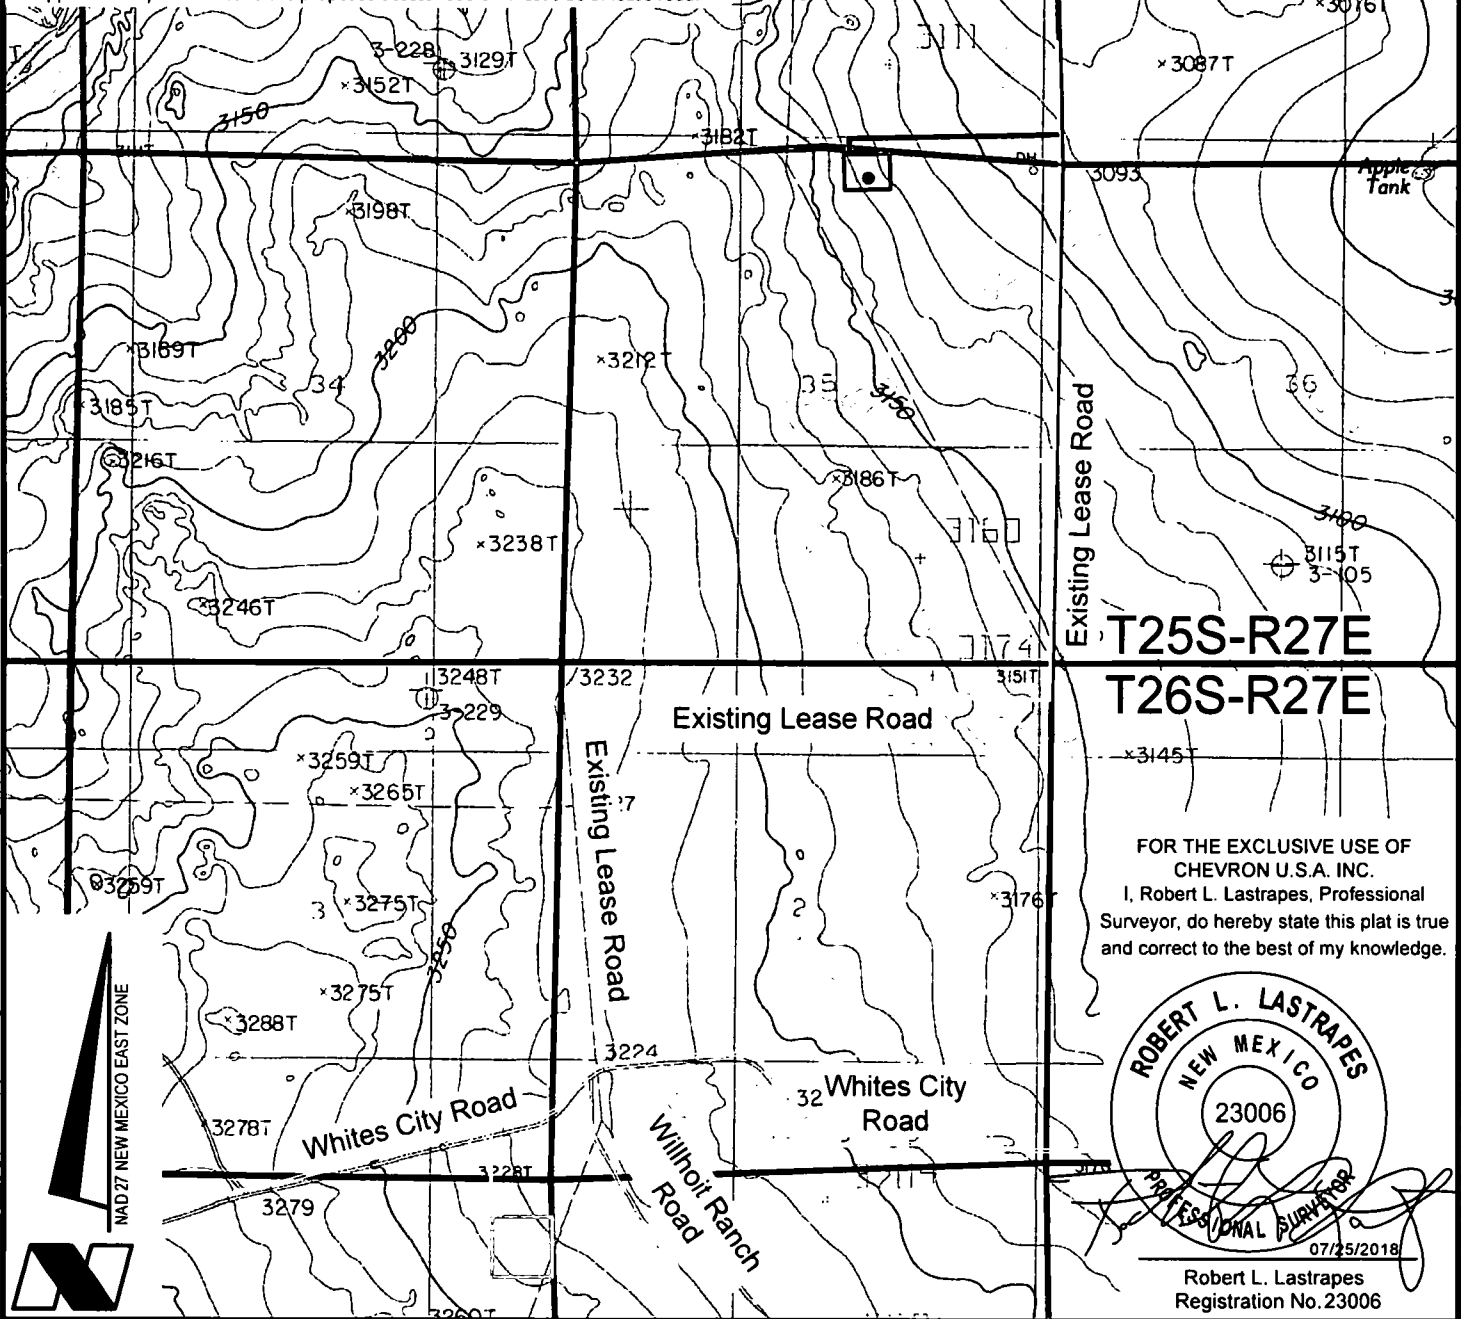 3111
×3076T
3-228
3129T
×3087T
×3152T
3150
×3182T
3093
Apple Tank
×3198T
3200
×3169T
×3212T
34
35
36
3150
×3185T
3216T
×3186T
Existing Lease Road
3160
3100
×3238T
3115T
3-105
×3246T
3174
T25S-R27E
3248T
3232
3151T
T26S-R27E
3-229
Existing Lease Road
×3259T
×3145T
×3265T
Existing Lease Road
FOR THE EXCLUSIVE USE OF
CHEVRON U.S.A. INC.
I, Robert L. Lastrapes, Professional
Surveyor, do hereby state this plat is true
and correct to the best of my knowledge.
×3259T
3
×3275T
2
×3176T
3250
×3275T
NAD 27 NEW MEXICO EAST ZONE
×3288T
3224
Whites City
Road
32
ROBERT L. LASTRAPES
NEW MEXICO
23006
PROFESSIONAL SURVEYOR
×3278T
Whites City Road
Willhoit Ranch
Road
3228T
3279
07/25/2018
Robert L. Lastrapes
Registration No. 23006
N